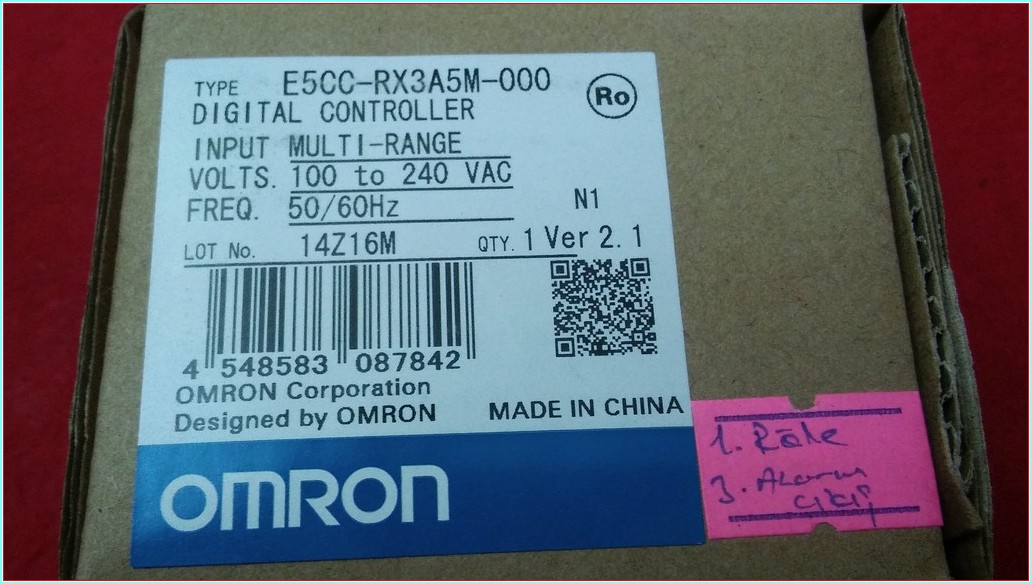 TYPE E5CC-RX3A5M-000
Ro
DIGITAL CONTROLLER
INPUT MULTI-RANGE
VOLTS. 100 to 240 VAC
FREQ. 50/60Hz
N1
LOT No. 14Z16M QTY. 1 Ver 2.1
4 548583 087842
OMRON Corporation
Designed by OMRON MADE IN CHINA
OMRON
1. Röle
3. Alarm
çıkış